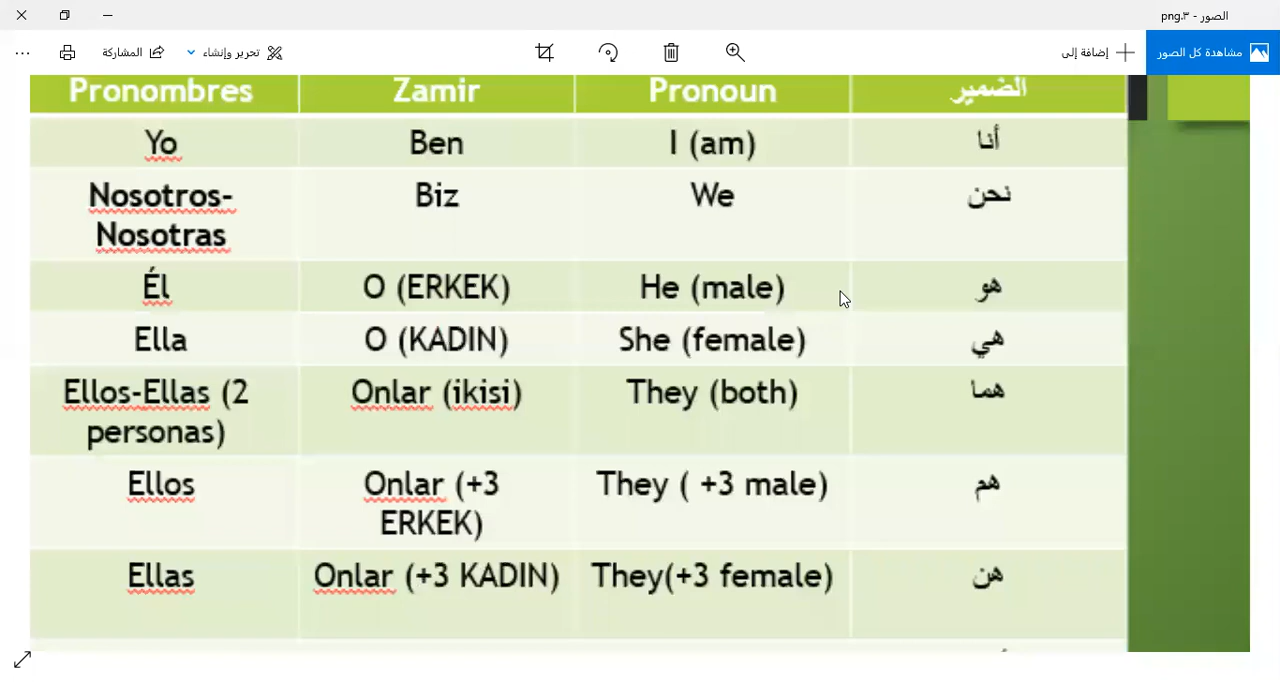 الصور - ٣.png
مشاهدة كل الصور
إضافة إلى
تحرير وإنشاء
المشاركة
Pronombres Zamir Pronoun الضمير
Yo Ben I (am) أنا
Nosotros- Biz We نحن
Nosotras
Él O (ERKEK) He (male) هو
Ella O (KADIN) She (female) هي
Ellos-Ellas (2 Onlar (ikisi) They (both) هما
personas)
Ellos Onlar (+3 They ( +3 male) هم
ERKEK)
Ellas Onlar (+3 KADIN) They(+3 female) هن